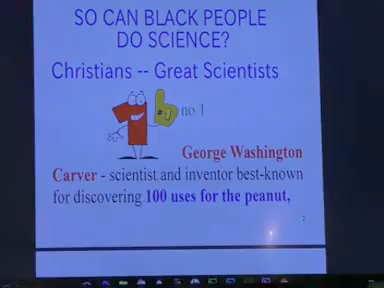 SO CAN BLACK PEOPLE
DO SCIENCE?
Christians -- Great Scientists
#1
no 1
George Washington
Carver - scientist and inventor best-known
for discovering 100 uses for the peanut,